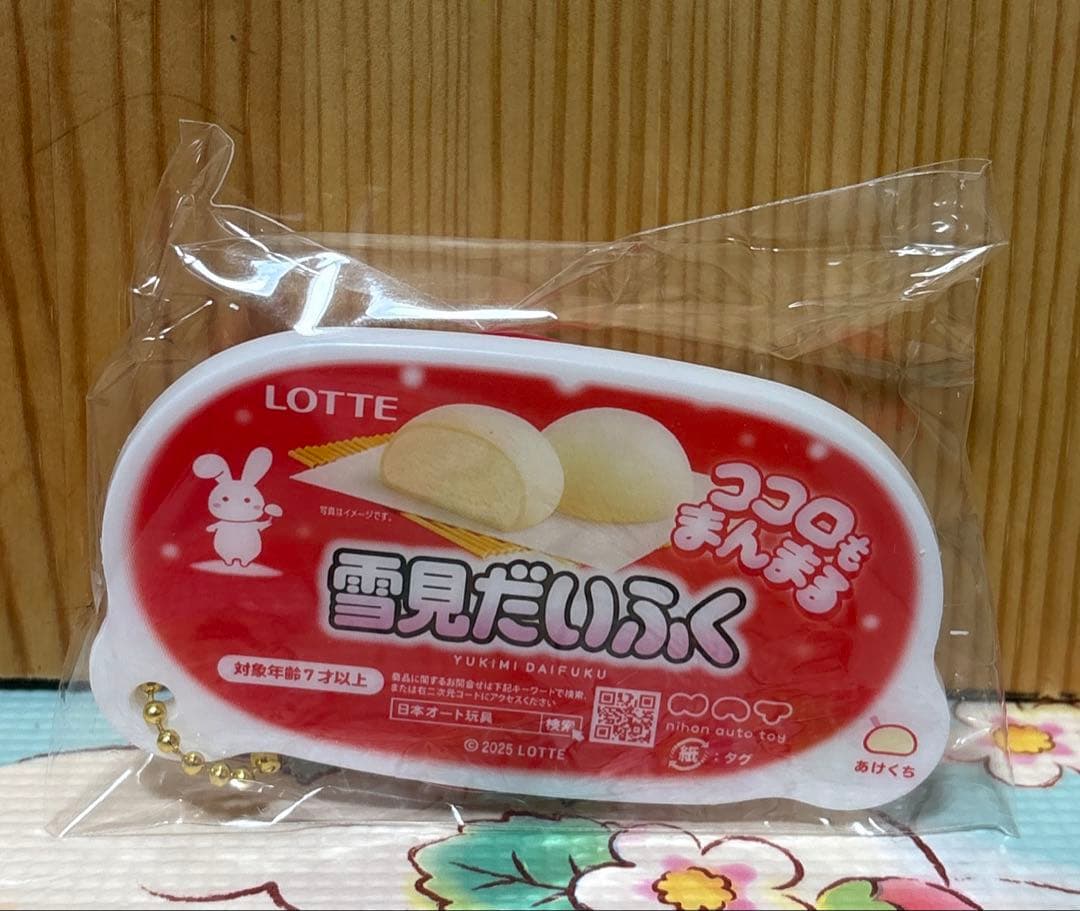 LOTTE
写真はイメージです。
ココロも
まんまる
雪見だいふく
YUKIMI DAIFUKU
対象年齢7才以上
商品に関するお問合せは下記キーワードで検索、
または右二次元コードにアクセスください
日本オート玩具 検索
NAT
nihon auto toy
© 2025 LOTTE
紙 : タグ
あけくち